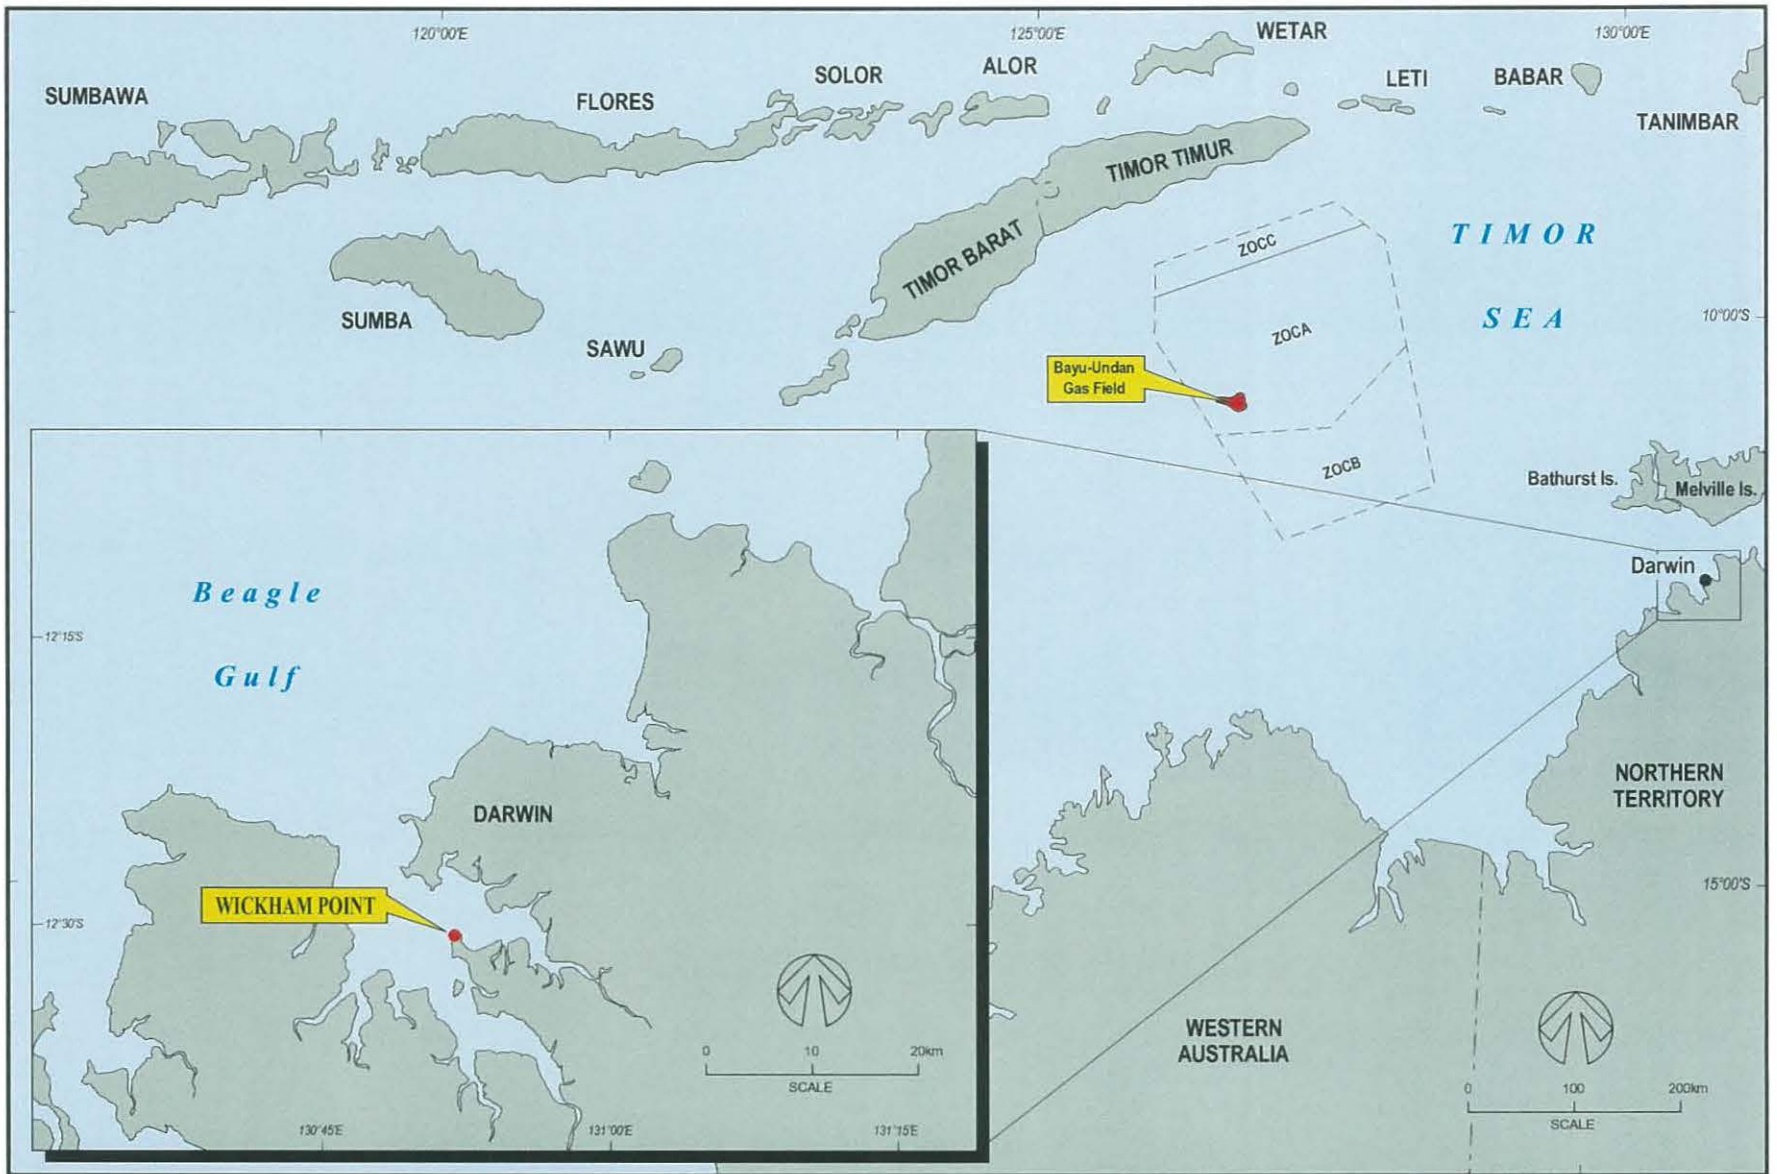 120°00'E
125°00'E
130°00'E
WETAR
SOLOR
ALOR
LETI
BABAR
SUMBAWA
FLORES
TANIMBAR
TIMOR TIMUR
TIMOR
SEA
ZOCC
TIMOR BARAT
SUMBA
10°00'S
ZOCA
SAWU
Bayu-Undan
Gas Field
ZOCB
Bathurst Is.
Melville Is.
Darwin
NORTHERN
TERRITORY
15°00'S
WESTERN
AUSTRALIA
0 100 200km
SCALE
Beagle
Gulf
12°15'S
DARWIN
WICKHAM POINT
12°30'S
0 10 20km
SCALE
130°45'E
131°00'E
131°15'E